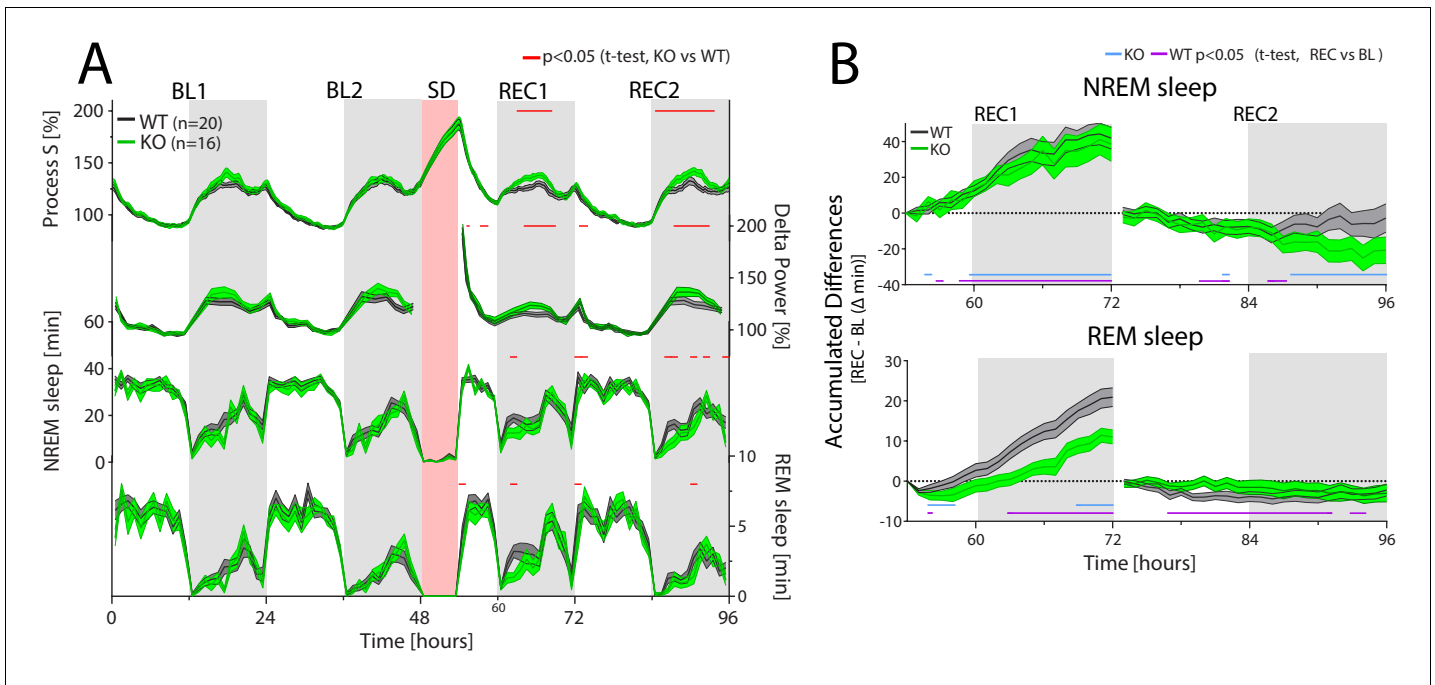 A
p<0.05 (t-test, KO vs WT)
BL1 BL2 SD REC1 REC2
Process S [%]
200
150
100
WT (n=20)
KO (n=16)
Delta Power [%]
200
150
100
NREM sleep [min]
60
40
20
0
REM sleep [min]
10
5
0
0 24 48 60 72 96
Time [hours]
B
KO WT p<0.05 (t-test, REC vs BL )
NREM sleep
REC1 REC2
WT
KO
40
20
0
-20
-40
60 72 84 96
Accumulated Differences
[REC - BL (Δ min)]
REM sleep
30
20
10
0
-10
60 72 84 96
Time [hours]